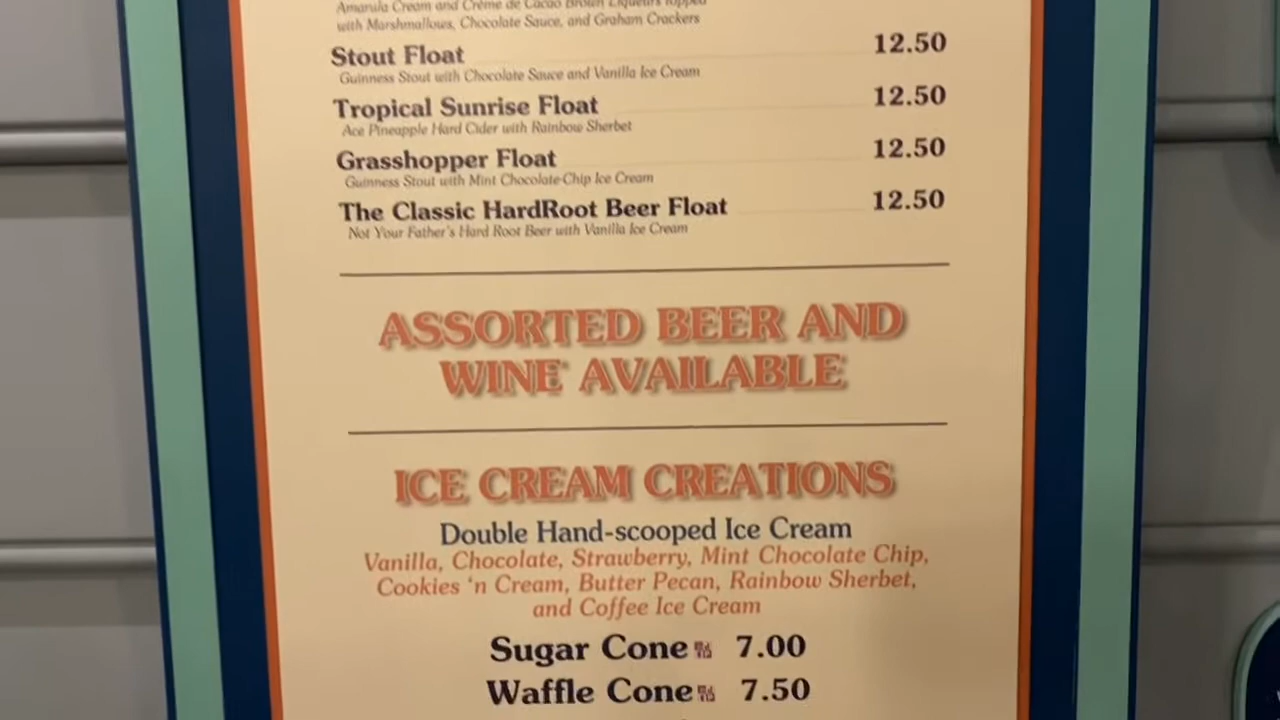 Amarula Cream and Crème de Cacao Brown Liqueurs topped
with Marshmallows, Chocolate Sauce, and Graham Crackers
Stout Float 12.50
Guinness Stout with Chocolate Sauce and Vanilla Ice Cream
Tropical Sunrise Float 12.50
Ace Pineapple Hard Cider with Rainbow Sherbet
Grasshopper Float 12.50
Guinness Stout with Mint Chocolate-Chip Ice Cream
The Classic HardRoot Beer Float 12.50
Not Your Father's Hard Root Beer with Vanilla Ice Cream
ASSORTED BEER AND
WINE AVAILABLE
ICE CREAM CREATIONS
Double Hand-scooped Ice Cream
Vanilla, Chocolate, Strawberry, Mint Chocolate Chip,
Cookies 'n Cream, Butter Pecan, Rainbow Sherbet,
and Coffee Ice Cream
Sugar Cone 7.00
Waffle Cone 7.50